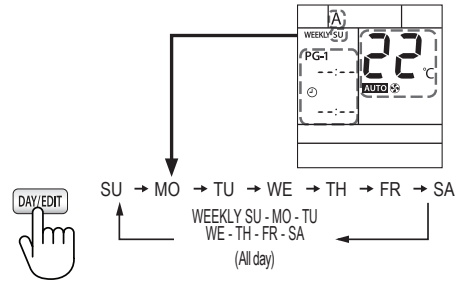 A
WEEKLY SU
PG-1
--:--
--:--
22 °C
AUTO
DAY/EDIT
SU → MO → TU → WE → TH → FR → SA
WEEKLY SU - MO - TU
WE - TH - FR - SA
(All day)